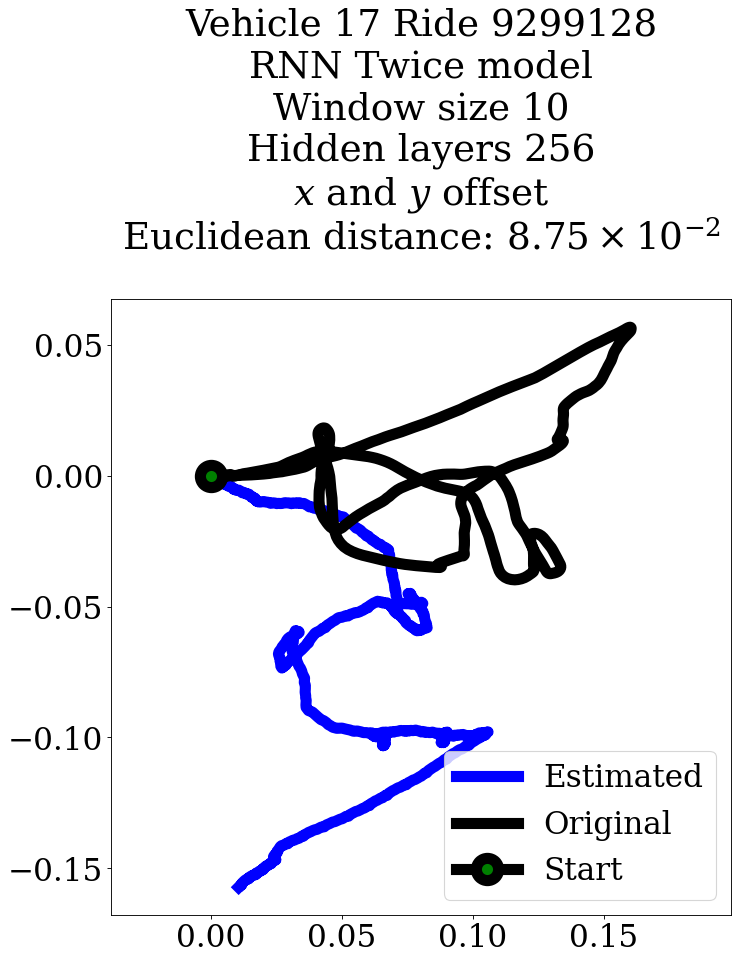 Vehicle 17 Ride 9299128
RNN Twice model
Window size 10
Hidden layers 256
x and y offset
Euclidean distance: 8.75 × 10⁻²
0.05
0.00
−0.05
−0.10
−0.15
Estimated
Original
Start
0.00 0.05 0.10 0.15